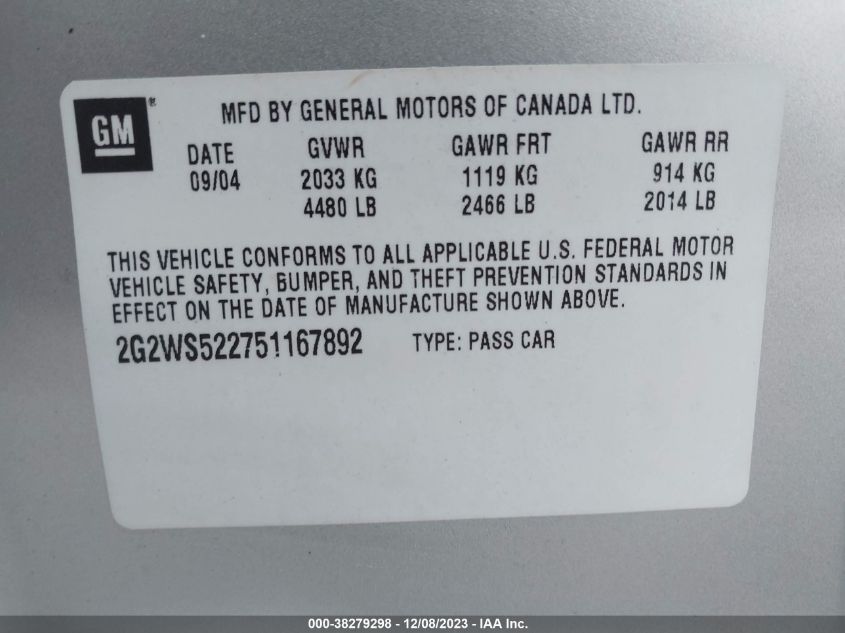 GM®
MFD BY GENERAL MOTORS OF CANADA LTD.
DATE GVWR GAWR FRT GAWR RR
09/04 2033 KG 1119 KG 914 KG
4480 LB 2466 LB 2014 LB
THIS VEHICLE CONFORMS TO ALL APPLICABLE U.S. FEDERAL MOTOR
VEHICLE SAFETY, BUMPER, AND THEFT PREVENTION STANDARDS IN
EFFECT ON THE DATE OF MANUFACTURE SHOWN ABOVE.
2G2WS522751167892 TYPE: PASS CAR
000-38279298 - 12/08/2023 - IAA Inc.